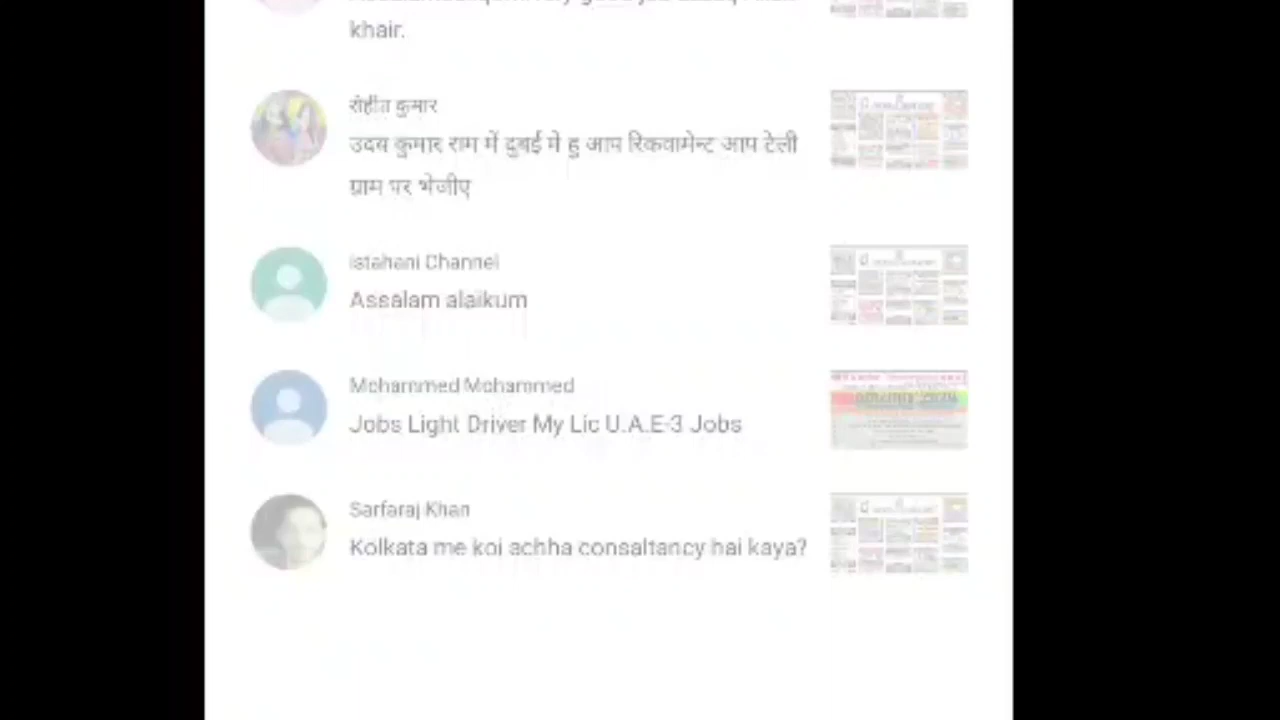 khair.
रोहीत कुमार
उदय कुमार राम में दुबई मे हु आप रिकवामेन्ट आप टेली
ग्राम पर भेजीए
istahani Channel
Assalam alaikum
Mohammed Mohammed
Jobs Light Driver My Lic U.A.E-3 Jobs
Sarfaraj Khan
Kolkata me koi achha consaltancy hai kaya?